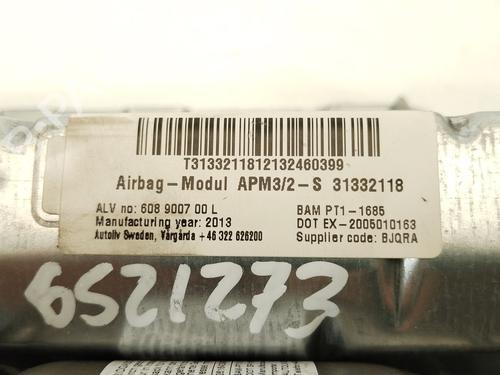 T3133211812132460399
Airbag-Modul APM3/2-S 31332118
ALV no: 608 9007 00 L
BAM PT1-1685
Manufacturing year: 2013
DOT EX-2005010163
Autoliv Sweden, Vårgårda +46 322 626200
Supplier code: BJQRA
6521273